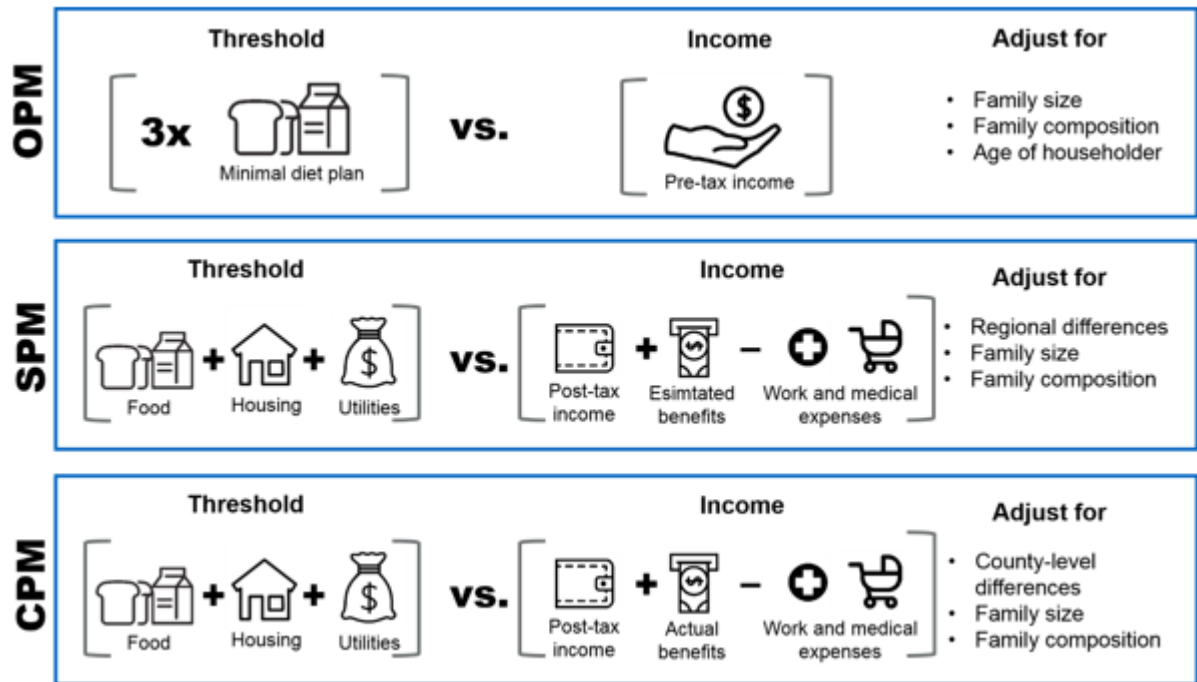 OPM
Threshold
3x
Minimal diet plan
vs.
Income
$
Pre-tax income
Adjust for
• Family size
• Family composition
• Age of householder
SPM
Threshold
Food
+
Housing
+
$
Utilities
vs.
Income
Post-tax
income
+
$
Esimtated
benefits
–
Work and medical
expenses
Adjust for
• Regional differences
• Family size
• Family composition
CPM
Threshold
Food
+
Housing
+
$
Utilities
vs.
Income
Post-tax
income
+
$
Actual
benefits
–
Work and medical
expenses
Adjust for
• County-level
differences
• Family size
• Family composition